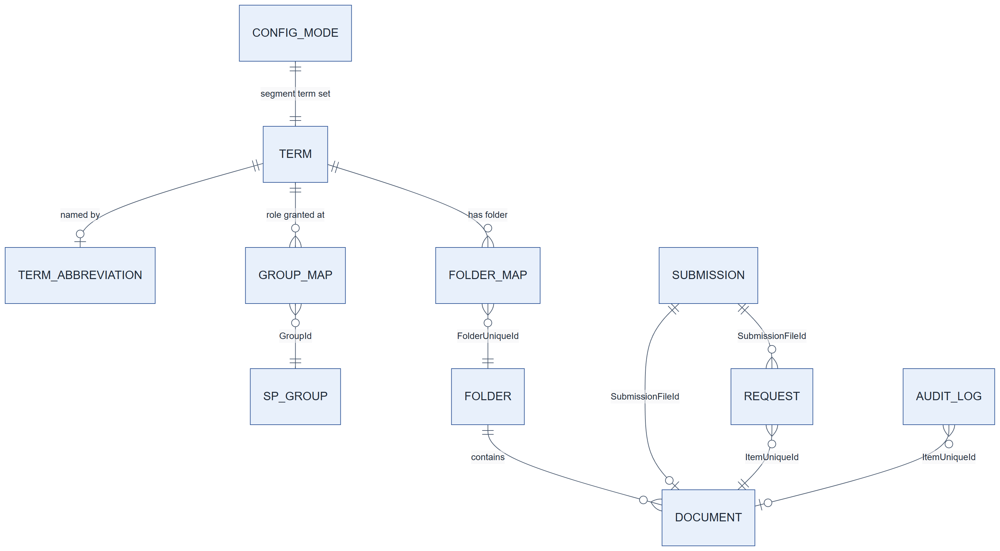 CONFIG_MODE
segment term set
TERM
named by
role granted at
has folder
TERM_ABBREVIATION
GROUP_MAP
FOLDER_MAP
SUBMISSION
GroupId
FolderUniqueId
SubmissionFileId
SP_GROUP
FOLDER
SubmissionFileId
REQUEST
AUDIT_LOG
contains
ItemUniqueId
ItemUniqueId
DOCUMENT